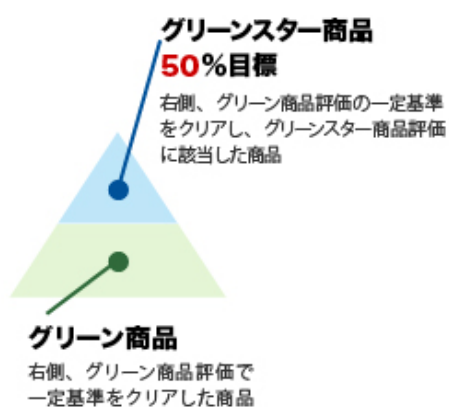 グリーンスター商品
50%目標
右側、グリーン商品評価の一定基準
をクリアし、グリーンスター商品評価
に該当した商品
グリーン商品
右側、グリーン商品評価で
一定基準をクリアした商品